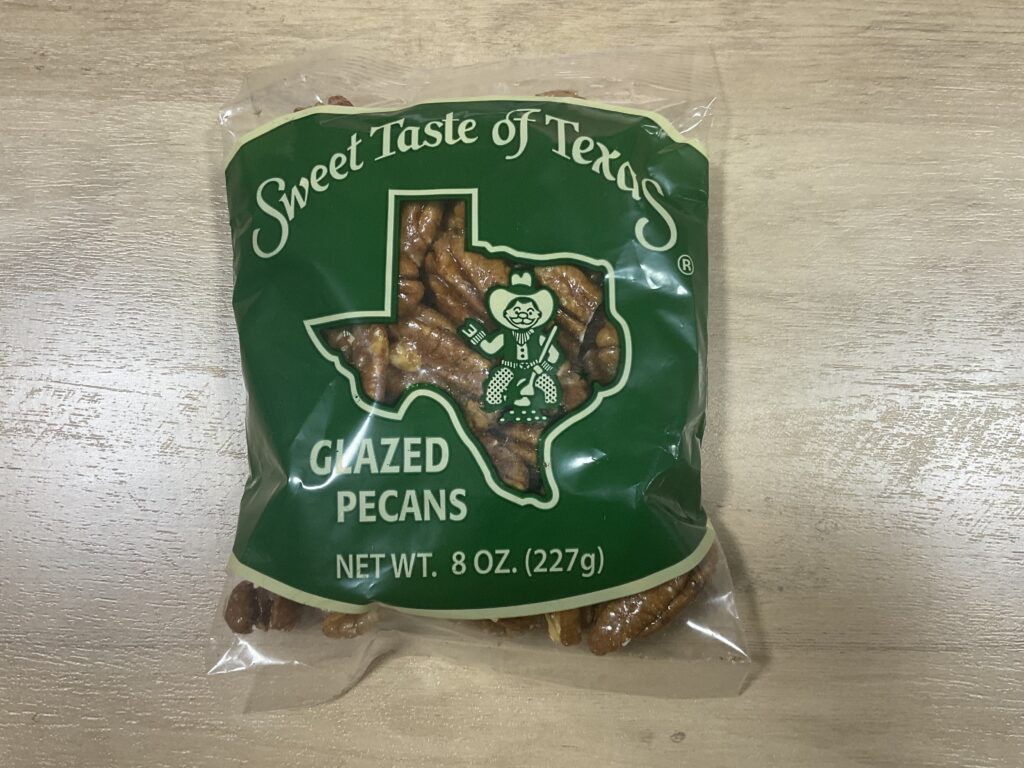 Sweet Taste of Texas
®
GLAZED
PECANS
NET WT. 8 OZ. (227g)